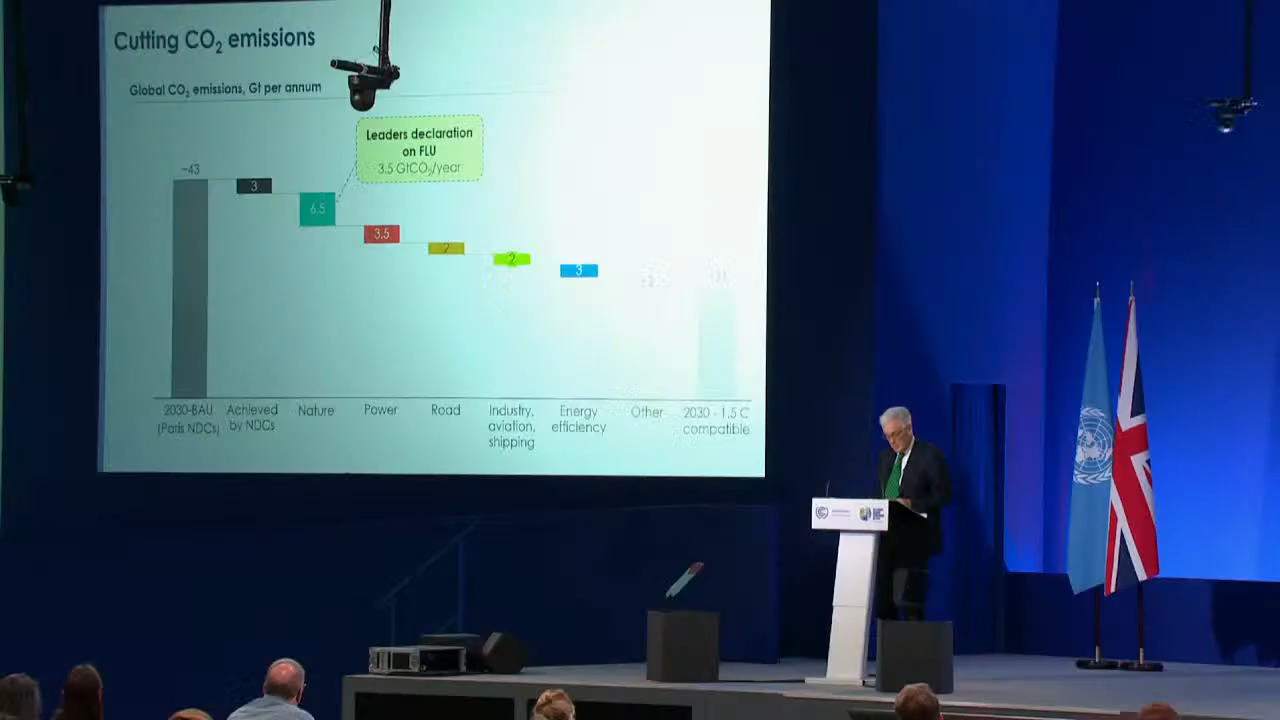 Cutting CO₂ emissions
Global CO₂ emissions, Gt per annum
Leaders declaration
on FLU
3.5 GtCO₂/year
~43
3
6.5
3.5
2
2
3
2030-BAU
(Paris NDCs)
Achieved
by NDCs
Nature
Power
Road
Industry,
aviation,
shipping
Energy
efficiency
Other
2030 - 1.5 C
compatible